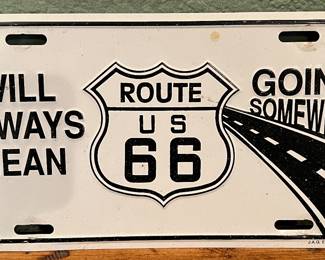 WILL
WAYS
EAN
ROUTE
US
66
GOIN
SOMEW
J.A.G.